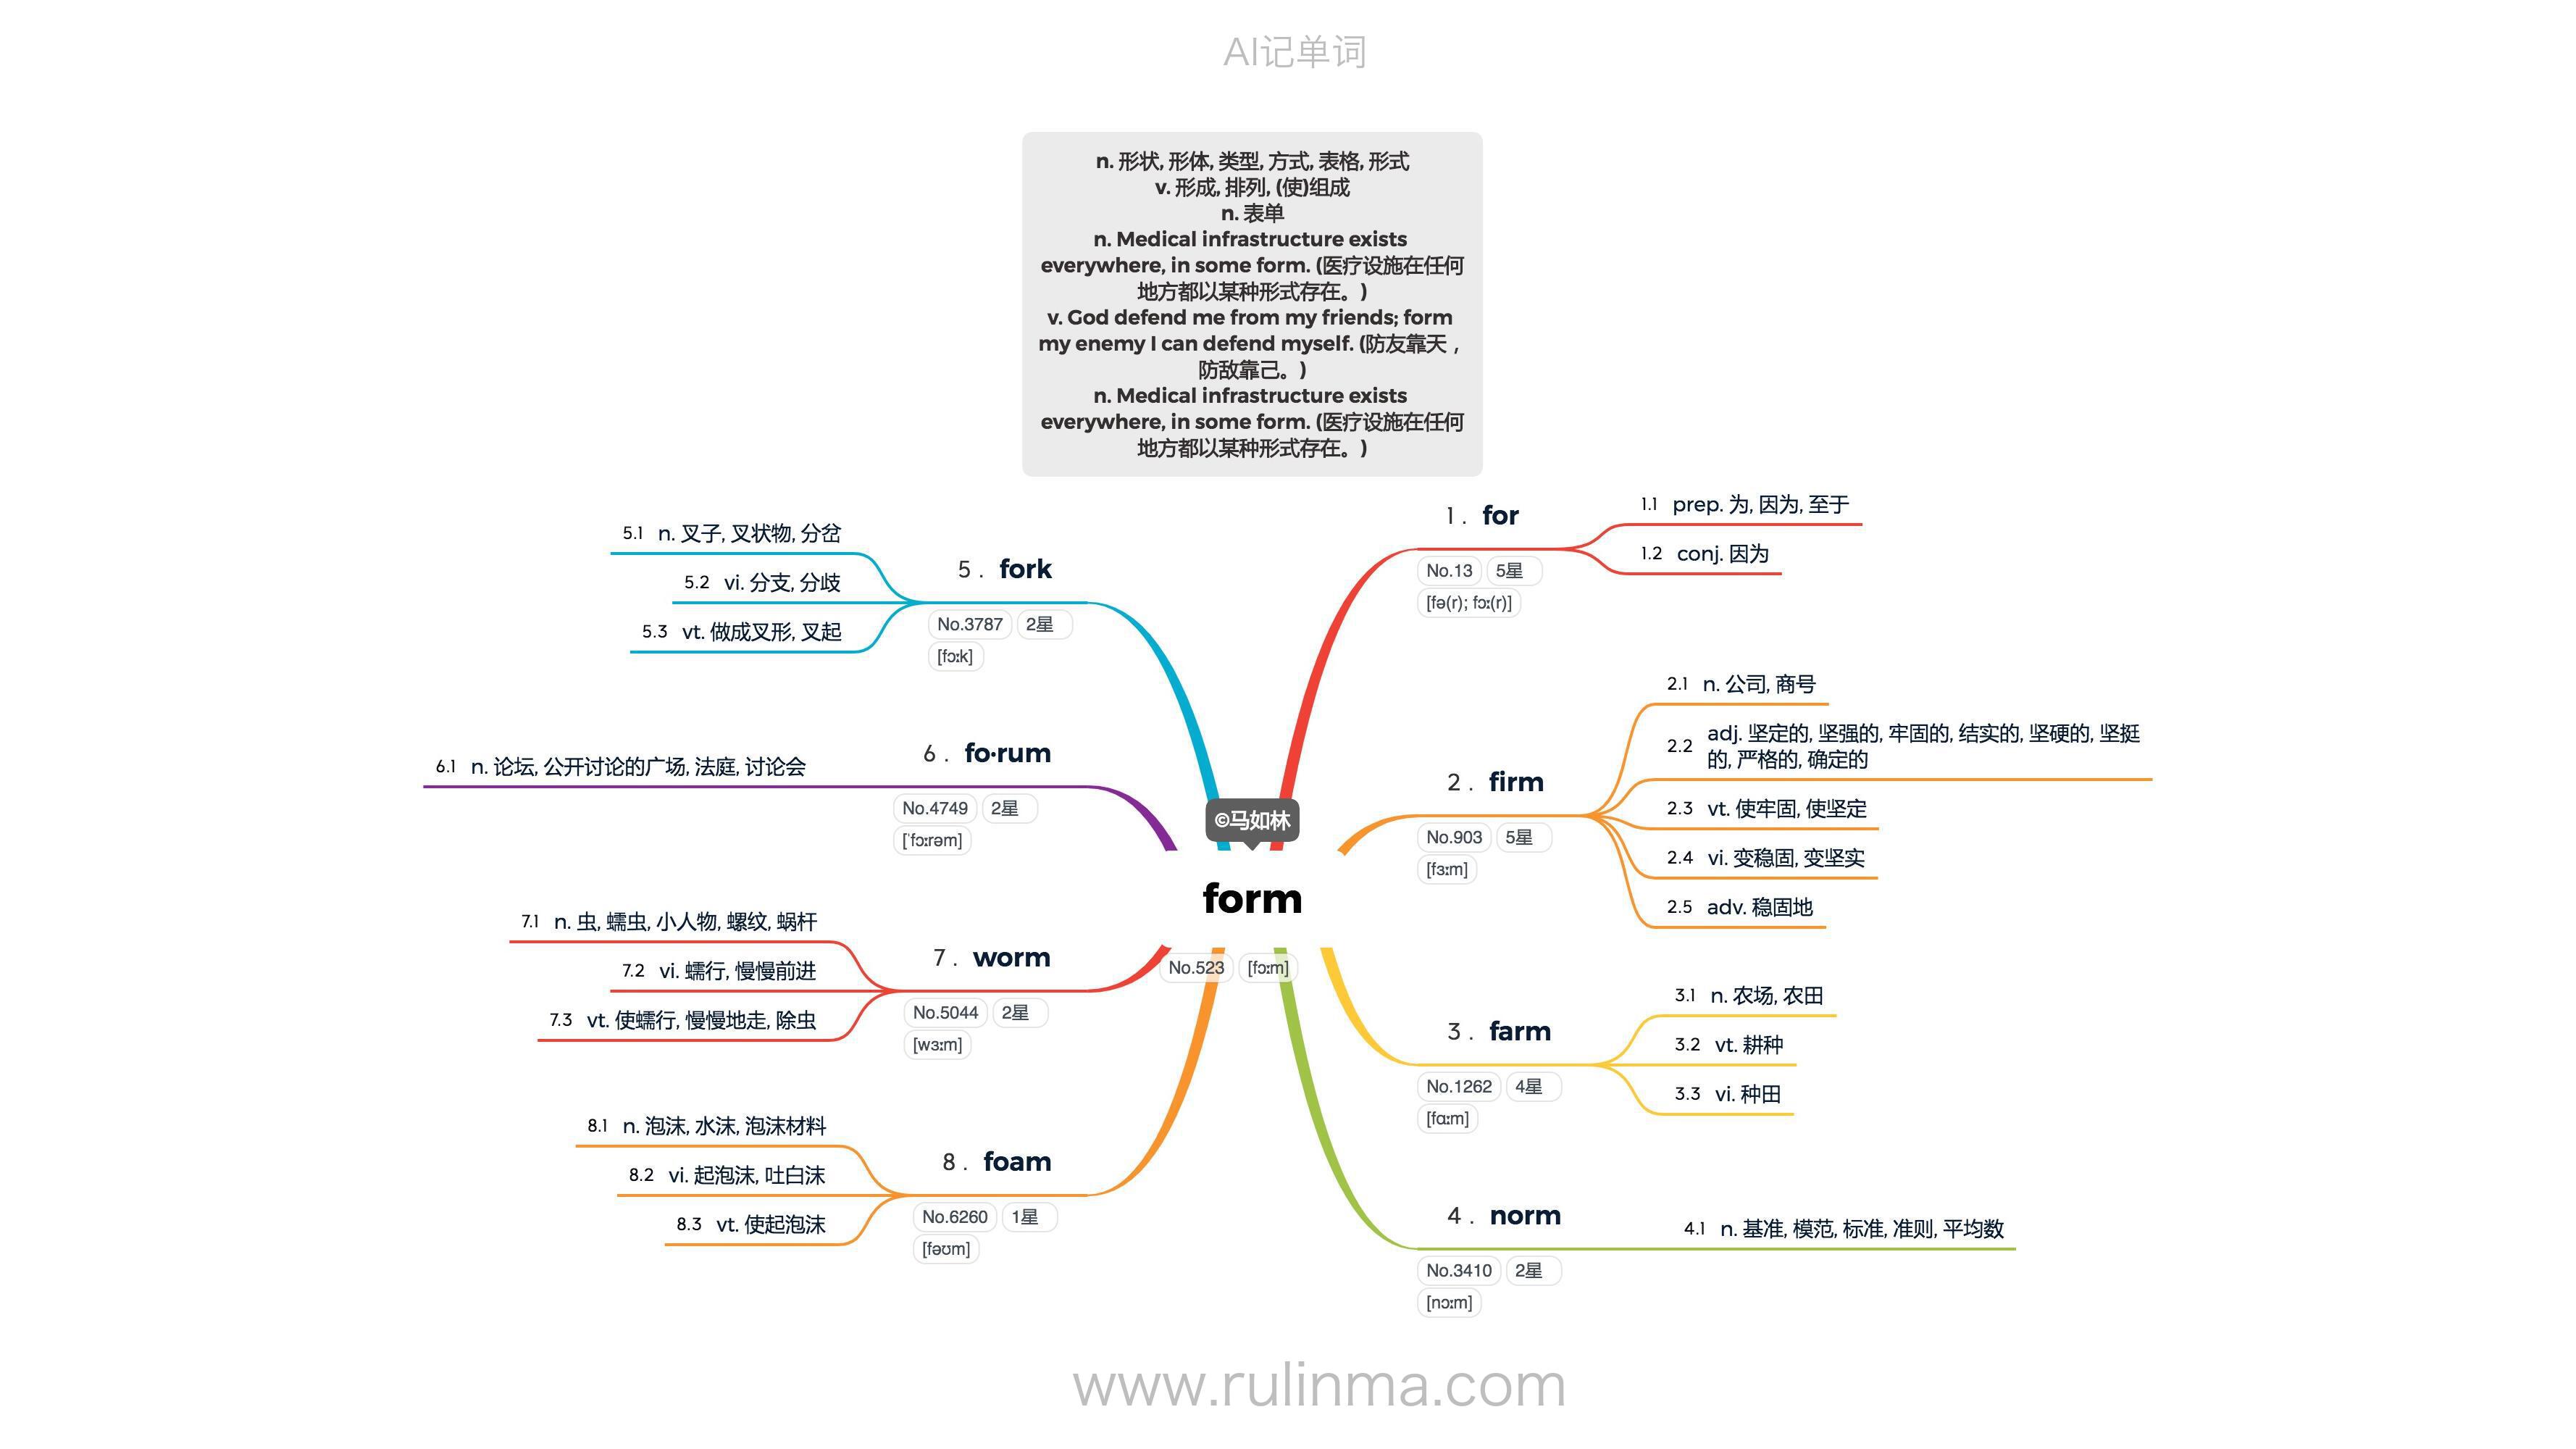 AI记单词
n. 形状, 形体, 类型, 方式, 表格, 形式
v. 形成, 排列, (使)组成
n. 表单
n. Medical infrastructure exists
everywhere, in some form. (医疗设施在任何
地方都以某种形式存在。)
v. God defend me from my friends; form
my enemy I can defend myself. (防友靠天，
防敌靠己。)
n. Medical infrastructure exists
everywhere, in some form. (医疗设施在任何
地方都以某种形式存在。)
©马如林
form
No.523 [fɔːm]
1. for
No.13 5星
[fə(r); fɔː(r)]
1.1 prep. 为, 因为, 至于
1.2 conj. 因为
2. firm
No.903 5星
[fɜːm]
2.1 n. 公司, 商号
2.2 adj. 坚定的, 坚强的, 牢固的, 结实的, 坚硬的, 坚挺
的, 严格的, 确定的
2.3 vt. 使牢固, 使坚定
2.4 vi. 变稳固, 变坚实
2.5 adv. 稳固地
3. farm
No.1262 4星
[fɑːm]
3.1 n. 农场, 农田
3.2 vt. 耕种
3.3 vi. 种田
4. norm
No.3410 2星
[nɔːm]
4.1 n. 基准, 模范, 标准, 准则, 平均数
5. fork
No.3787 2星
[fɔːk]
5.1 n. 叉子, 叉状物, 分岔
5.2 vi. 分支, 分歧
5.3 vt. 做成叉形, 叉起
6. fo·rum
No.4749 2星
[ˈfɔːrəm]
6.1 n. 论坛, 公开讨论的广场, 法庭, 讨论会
7. worm
No.5044 2星
[wɜːm]
7.1 n. 虫, 蠕虫, 小人物, 螺纹, 蜗杆
7.2 vi. 蠕行, 慢慢前进
7.3 vt. 使蠕行, 慢慢地走, 除虫
8. foam
No.6260 1星
[fəʊm]
8.1 n. 泡沫, 水沫, 泡沫材料
8.2 vi. 起泡沫, 吐白沫
8.3 vt. 使起泡沫
www.rulinma.com